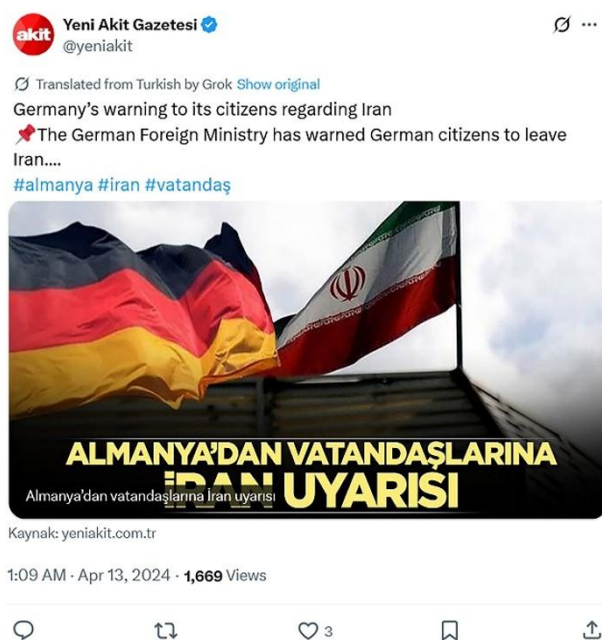 akit
Yeni Akit Gazetesi
@yeniakit
Translated from Turkish by Grok Show original
Germany's warning to its citizens regarding Iran
📌The German Foreign Ministry has warned German citizens to leave
Iran....
#almanya #iran #vatandaş
ALMANYA'DAN VATANDAŞLARINA
İRAN UYARISI
Almanya'dan vatandaşlarına İran uyarısı
Kaynak: yeniakit.com.tr
1:09 AM · Apr 13, 2024 · 1,669 Views
3